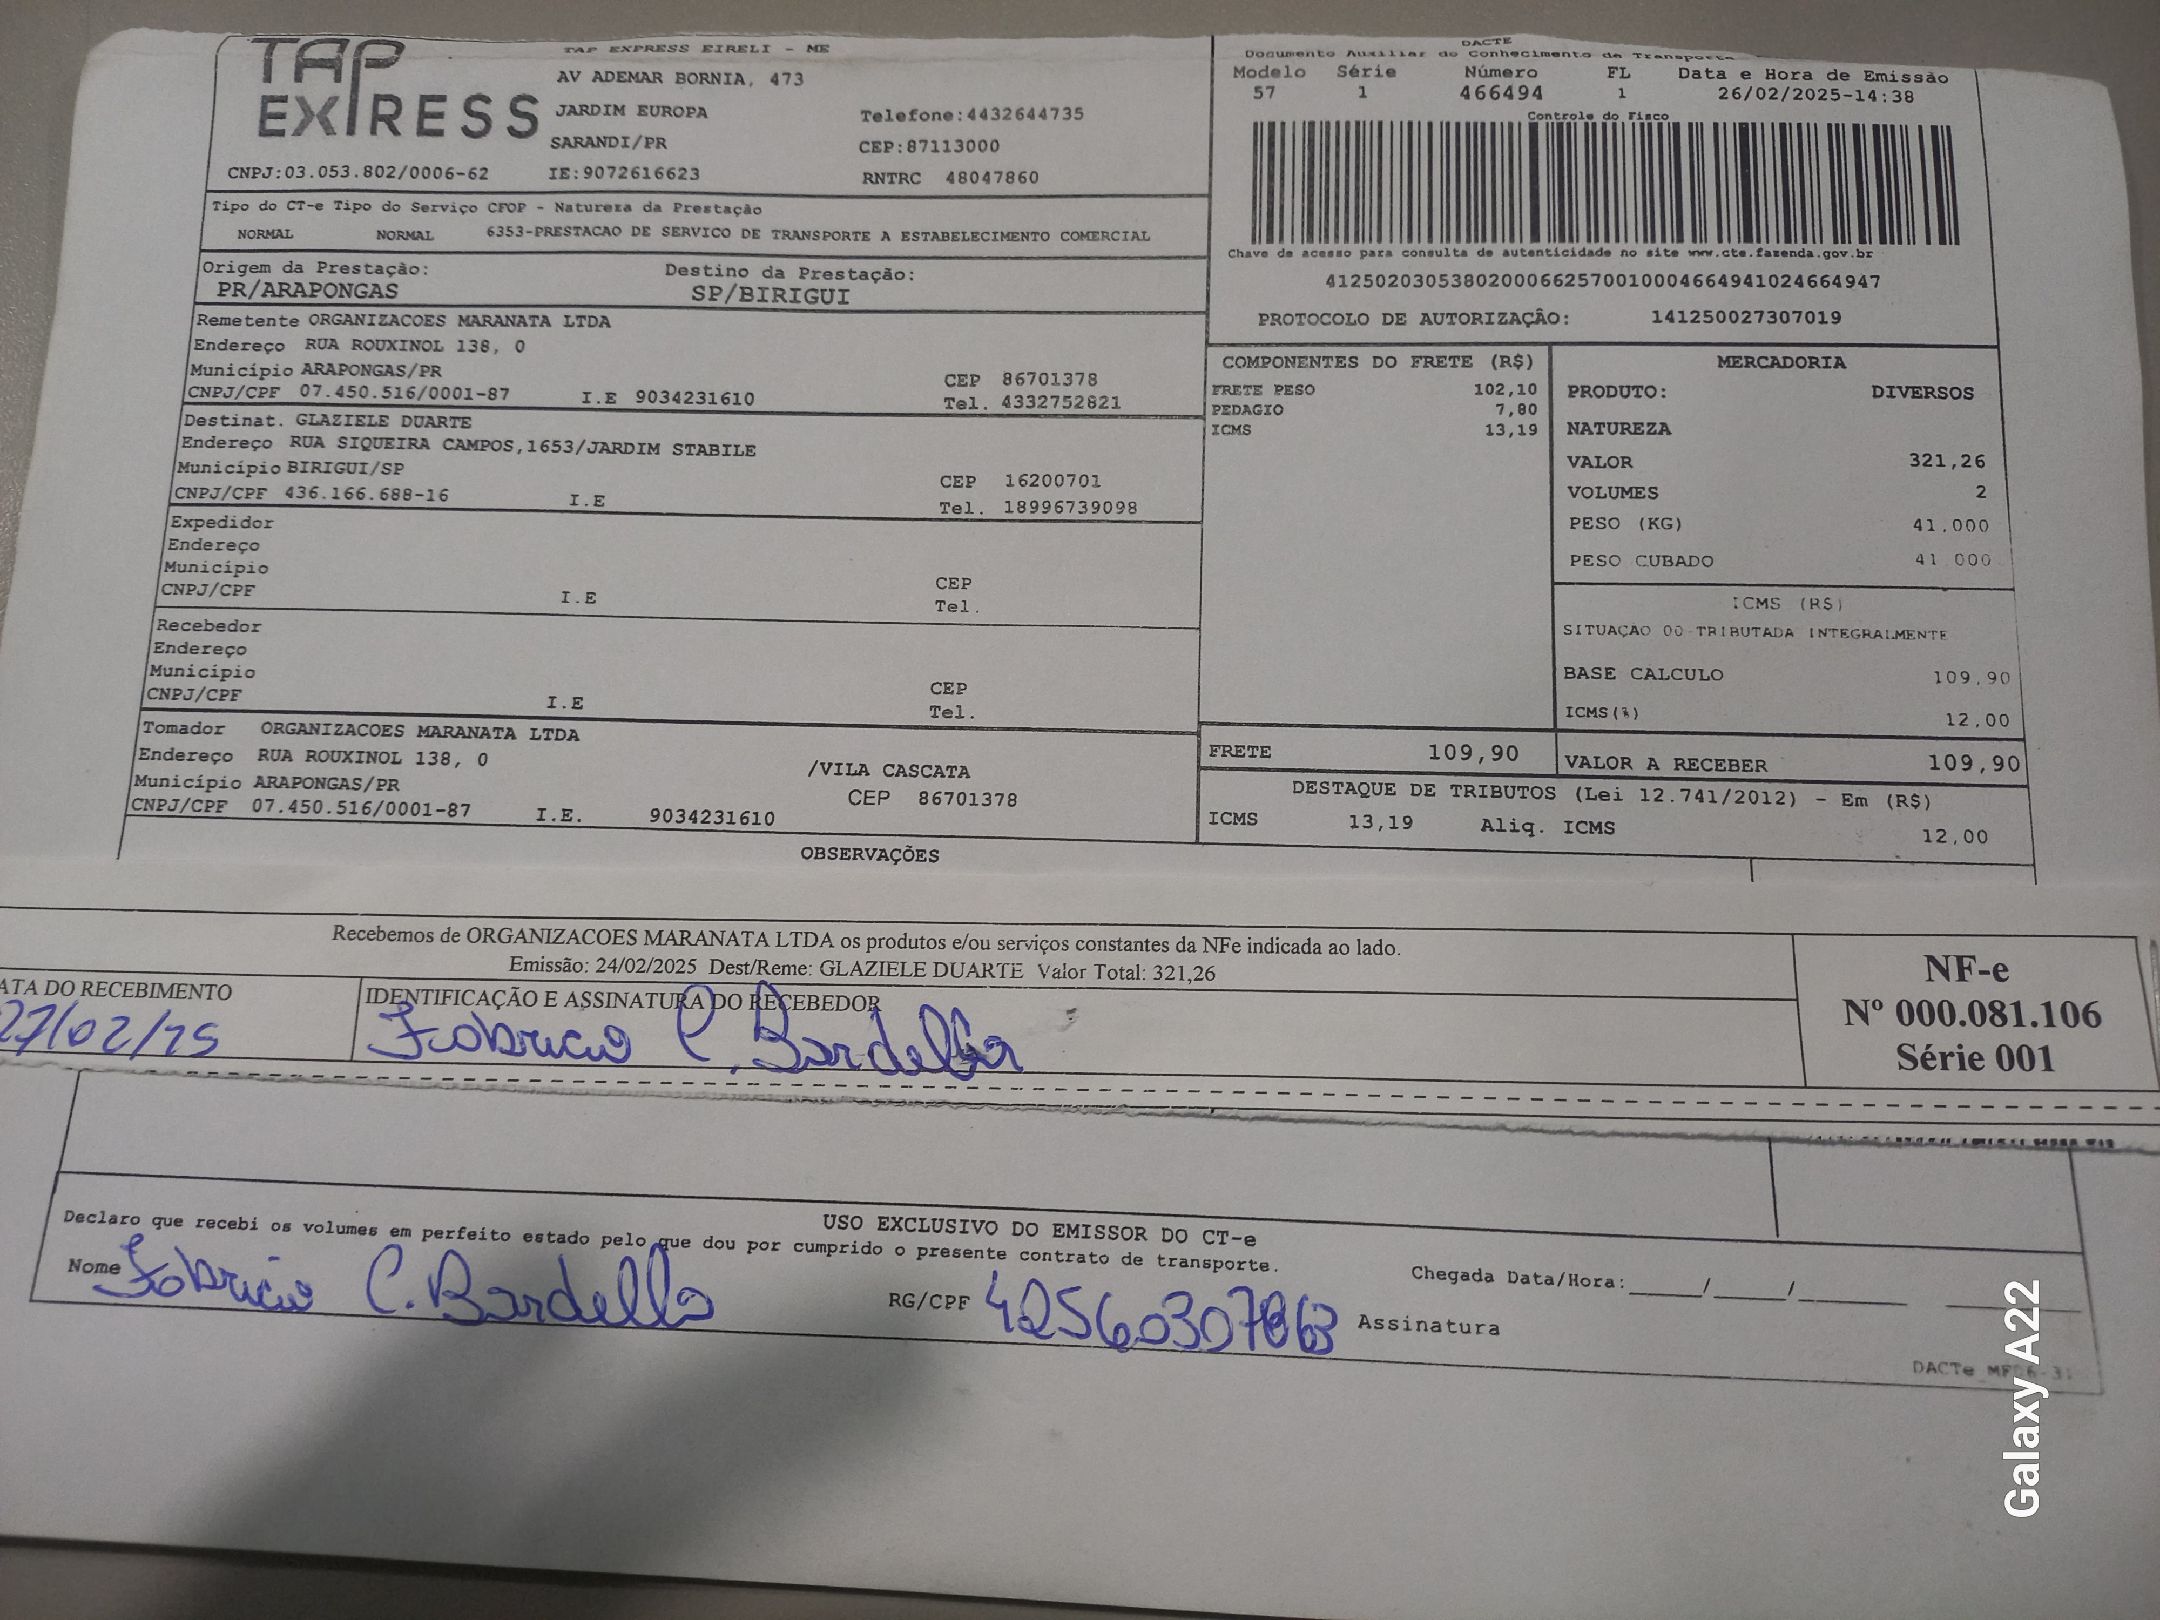 TAP EXPRESS
TAP EXPRESS EIRELI - ME
AV ADEMAR BORNIA, 473
JARDIM EUROPA
Telefone:4432644735
SARANDI/PR
CEP:87113000
CNPJ:03.053.802/0006-62 IE:9072616623 RNTRC 48047860
DACTE
Documento Auxiliar do Conhecimento de Transporte
Modelo Série Número FL Data e Hora de Emissão
57 1 466494 1 26/02/2025-14:38
Controle do Fisco
Chave de acesso para consulta de autenticidade no site www.cte.fazenda.gov.br
41250203053802000662570010004664941024664947
PROTOCOLO DE AUTORIZAÇÂO: 141250027307019
Tipo do CT-e Tipo do Serviço CFOP - Natureza da Prestação
NORMAL NORMAL 6353-PRESTACAO DE SERVICO DE TRANSPORTE A ESTABELECIMENTO COMERCIAL
Origem da Prestação: Destino da Prestação:
PR/ARAPONGAS SP/BIRIGUI
Remetente ORGANIZACOES MARANATA LTDA
Endereço RUA ROUXINOL 138, 0
Município ARAPONGAS/PR CEP 86701378
CNPJ/CPF 07.450.516/0001-87 I.E 9034231610 Tel. 4332752821
Destinat. GLAZIELE DUARTE
Endereço RUA SIQUEIRA CAMPOS,1653/JARDIM STABILE
Município BIRIGUI/SP CEP 16200701
CNPJ/CPF 436.166.688-16 I.E Tel. 18996739098
Expedidor
Endereço
Município CEP
CNPJ/CPF I.E Tel.
Recebedor
Endereço
Município CEP
CNPJ/CPF I.E Tel.
Tomador ORGANIZACOES MARANATA LTDA
Endereço RUA ROUXINOL 138, 0 /VILA CASCATA
Município ARAPONGAS/PR CEP 86701378
CNPJ/CPF 07.450.516/0001-87 I.E. 9034231610
OBSERVAÇÕES
COMPONENTES DO FRETE (R$)
FRETE PESO 102,10
PEDAGIO 7,80
ICMS 13,19
MERCADORIA
PRODUTO: DIVERSOS
NATUREZA
VALOR 321,26
VOLUMES 2
PESO (KG) 41.000
PESO CUBADO 41.000
ICMS (R$)
SITUAÇÃO 00-TRIBUTADA INTEGRALMENTE
BASE CALCULO 109,90
ICMS(%) 12,00
FRETE 109,90 VALOR A RECEBER 109,90
DESTAQUE DE TRIBUTOS (Lei 12.741/2012) - Em (R$)
ICMS 13,19 Aliq. ICMS 12,00
Recebemos de ORGANIZACOES MARANATA LTDA os produtos e/ou serviços constantes da NFe indicada ao lado.
Emissão: 24/02/2025 Dest/Reme: GLAZIELE DUARTE Valor Total: 321,26
ATA DO RECEBIMENTO IDENTIFICAÇÃO E ASSINATURA DO RECEBEDOR
Fabricio C. Bardella
NF-e
Nº 000.081.106
Série 001
USO EXCLUSIVO DO EMISSOR DO CT-e
Declaro que recebi os volumes em perfeito estado pelo que dou por cumprido o presente contrato de transporte.
Nome Fabricio C. Bardella RG/CPF Assinatura
Chegada Data/Hora:____/____/______
DACTe
Galaxy A22